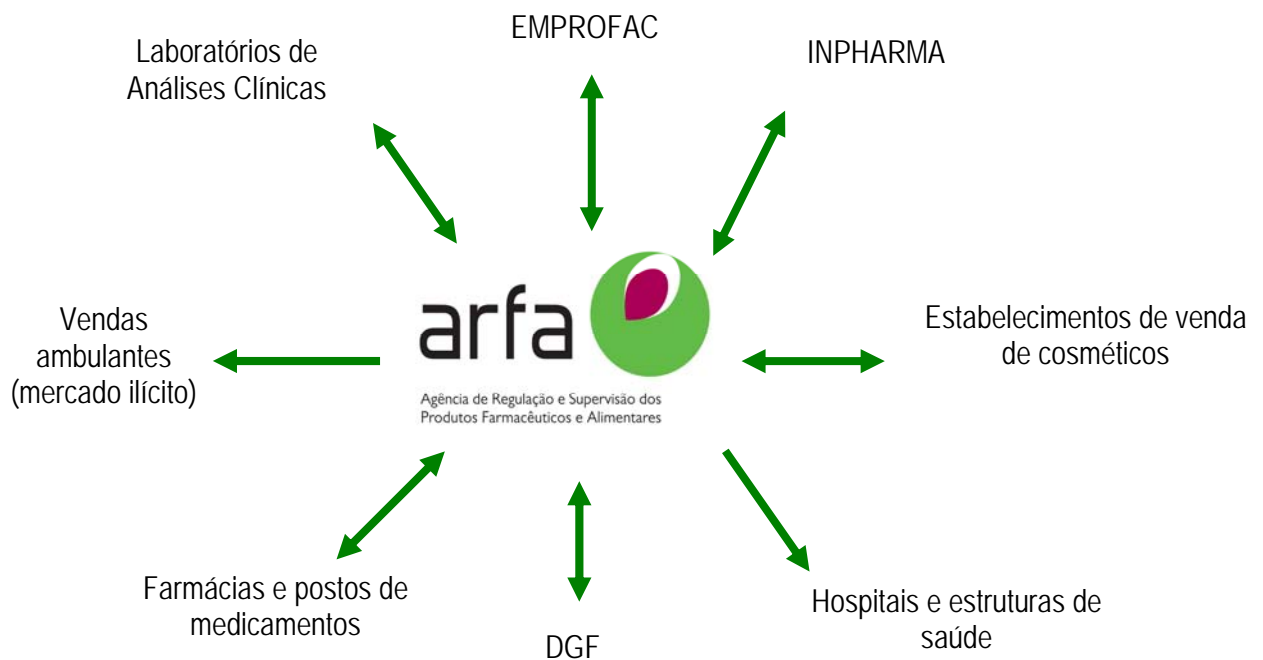 EMPROFAC
Laboratórios de
Análises Clínicas
INPHARMA
arfa
Agência de Regulação e Supervisão dos
Produtos Farmacêuticos e Alimentares
Vendas
ambulantes
(mercado ilícito)
Estabelecimentos de venda
de cosméticos
Farmácias e postos de
medicamentos
DGF
Hospitais e estruturas de
saúde